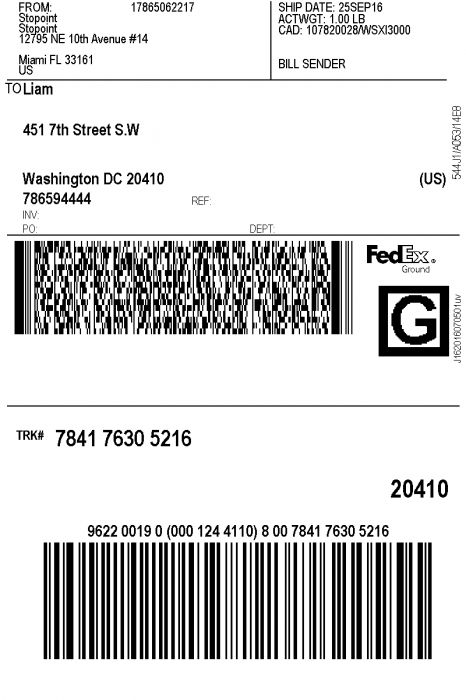 FROM: 17865062217
Stopoint
Stopoint
12795 NE 10th Avenue #14
Miami FL 33161
US
SHIP DATE: 25SEP16
ACTWGT: 1.00 LB
CAD: 107820028/WSXI3000
BILL SENDER
TO Liam
451 7th Street S.W
Washington DC 20410 (US)
786594444 REF:
INV:
PO: DEPT:
544J1/A053/14EB
FedEx®
Ground
G
J162016070501uv
TRK# 7841 7630 5216
20410
9622 0019 0 (000 124 4110) 8 00 7841 7630 5216